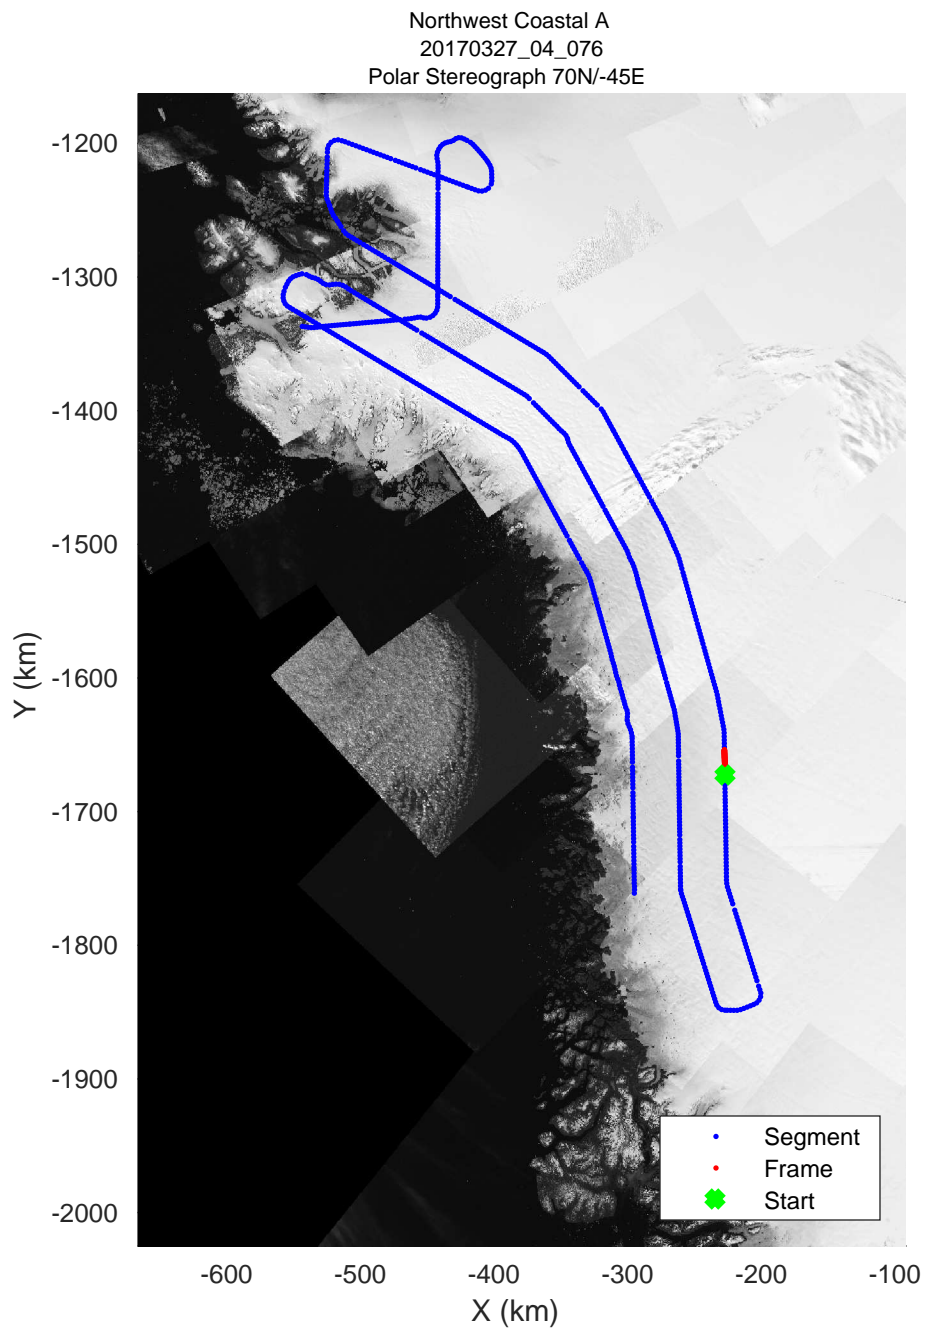 Northwest Coastal A
20170327_04_076
Polar Stereograph 70N/-45E
-1200
-1300
-1400
-1500
-1600
-1700
-1800
-1900
-2000
Y (km)
Segment
Frame
Start
-600 -500 -400 -300 -200 -100
X (km)